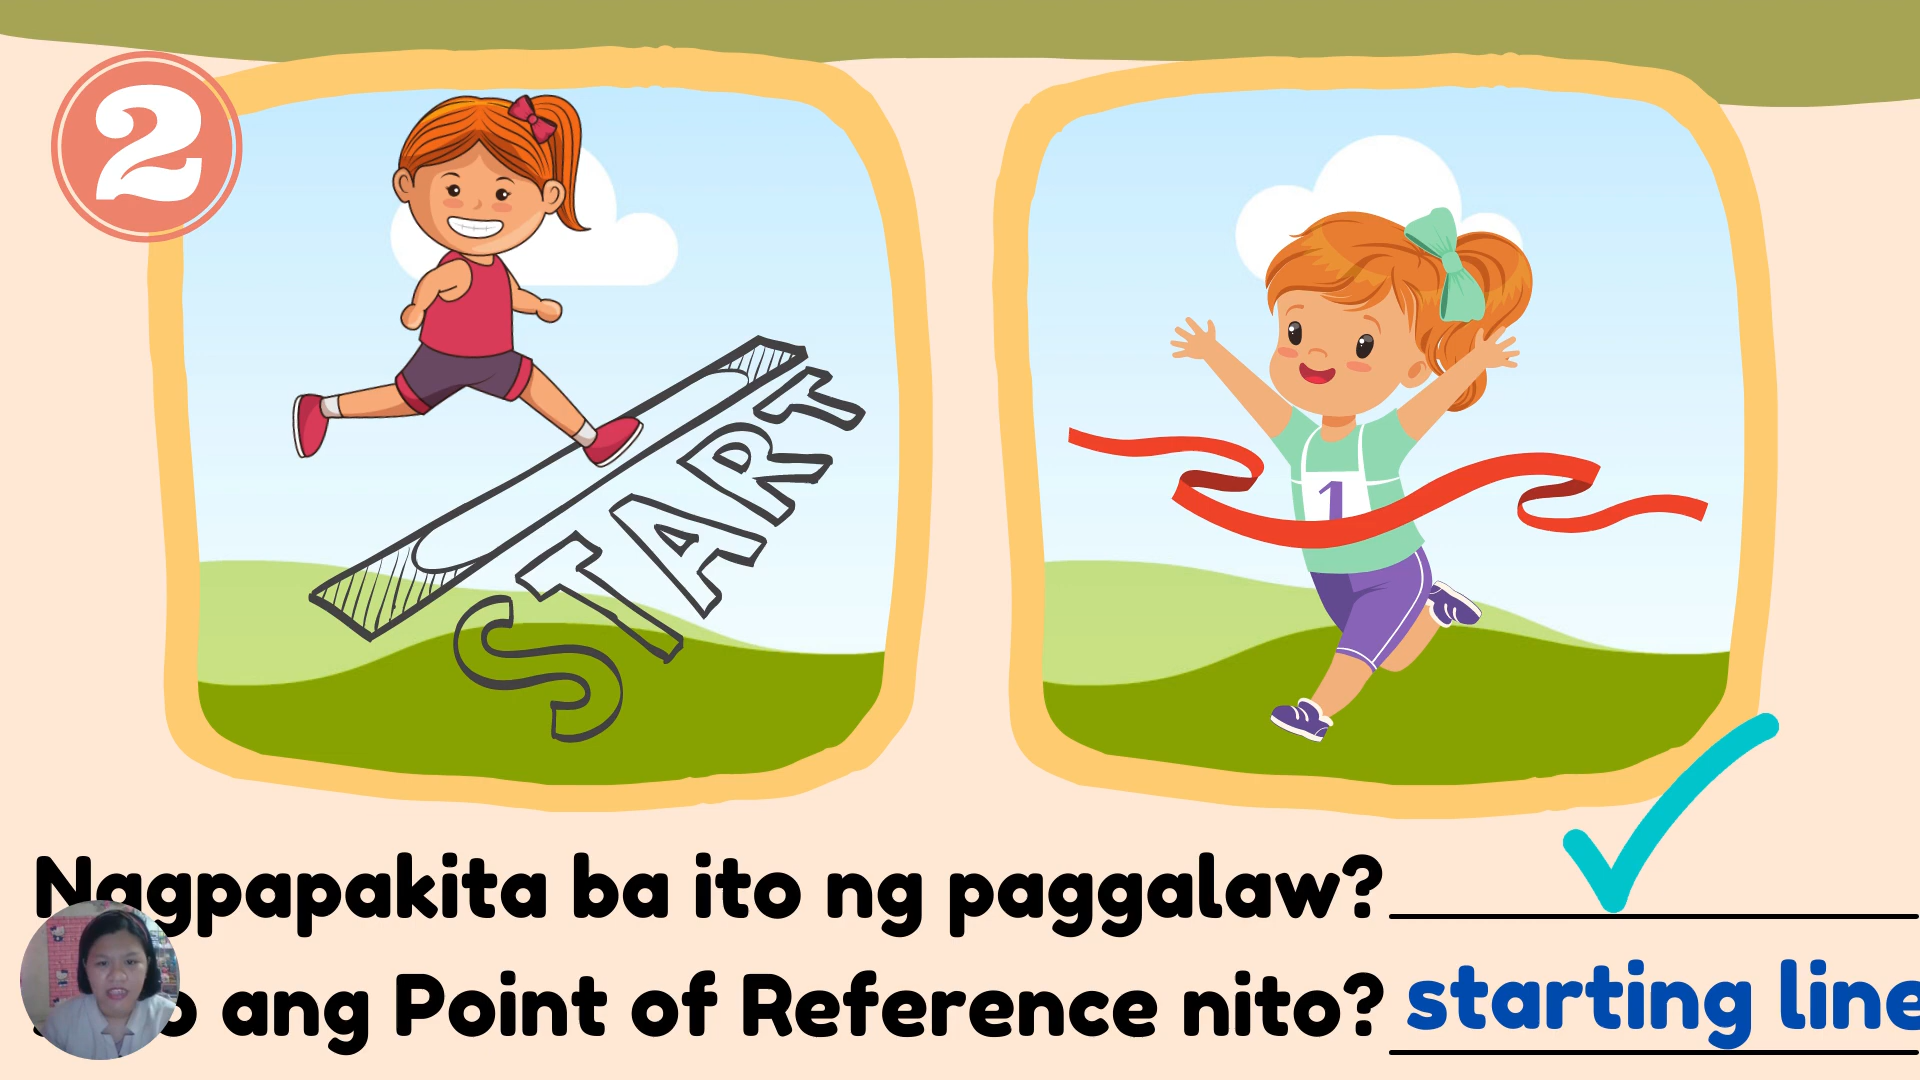 2
START
1
Nagpapakita ba ito ng paggalaw?
ang Point of Reference nito? starting line